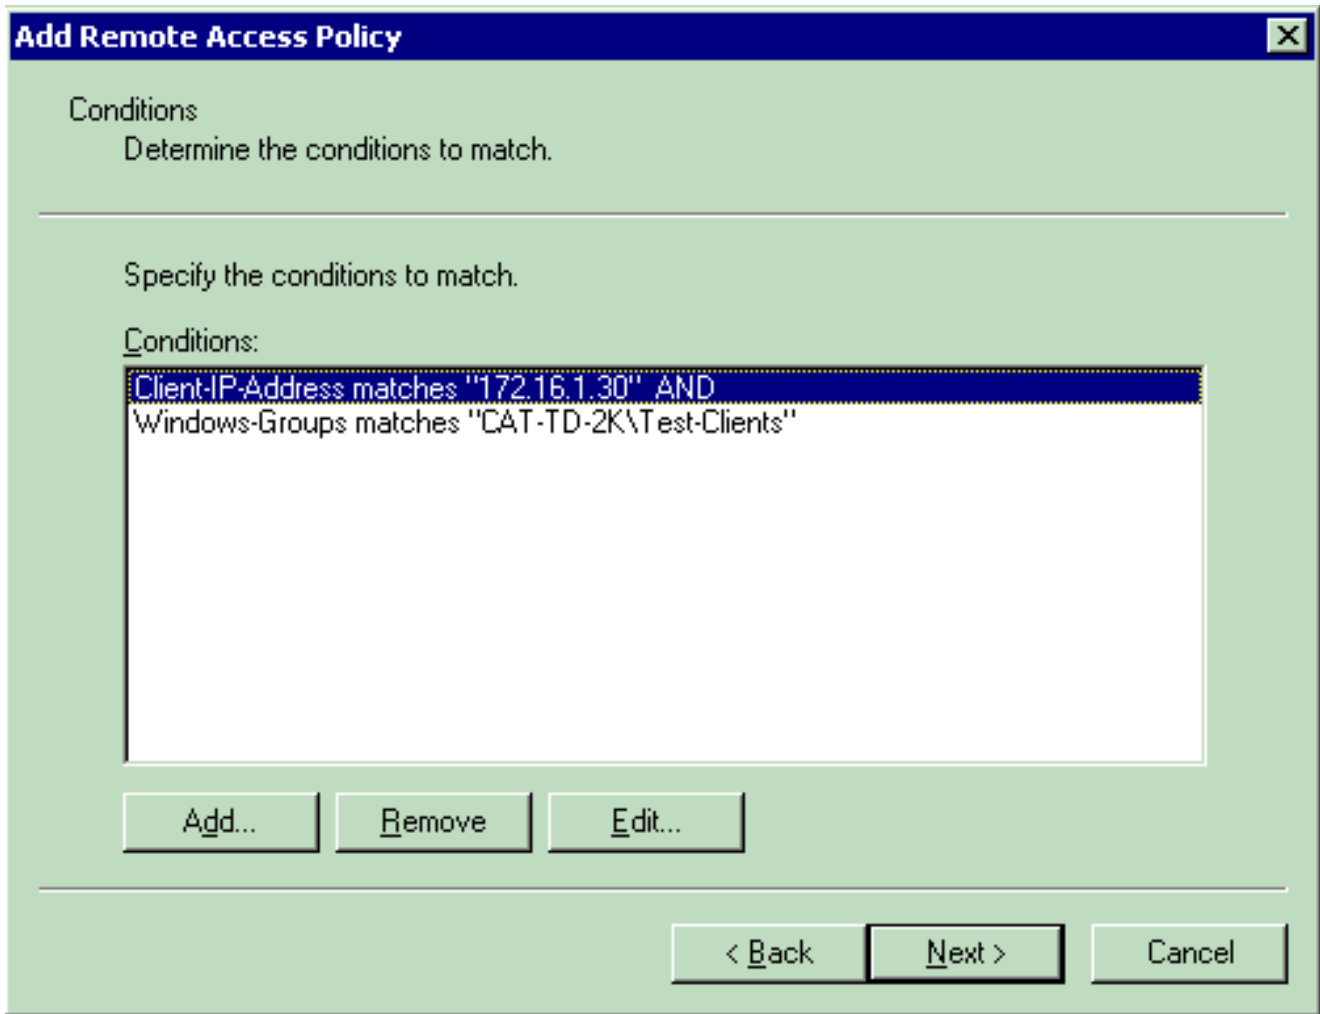 Add Remote Access Policy
Conditions
Determine the conditions to match.
Specify the conditions to match.
Conditions:
Client-IP-Address matches "172.16.1.30"  AND
Windows-Groups matches "CAT-TD-2K\Test-Clients"
Add... Remove Edit...
< Back Next > Cancel